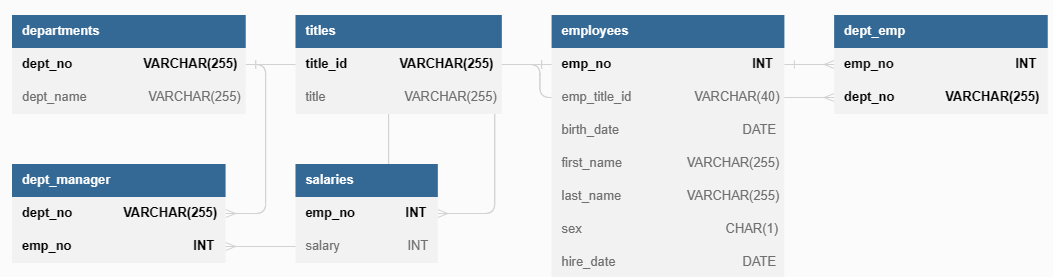 departments
dept_no VARCHAR(255)
dept_name VARCHAR(255)
titles
title_id VARCHAR(255)
title VARCHAR(255)
employees
emp_no INT
emp_title_id VARCHAR(40)
birth_date DATE
first_name VARCHAR(255)
last_name VARCHAR(255)
sex CHAR(1)
hire_date DATE
dept_emp
emp_no INT
dept_no VARCHAR(255)
dept_manager
dept_no VARCHAR(255)
emp_no INT
salaries
emp_no INT
salary INT